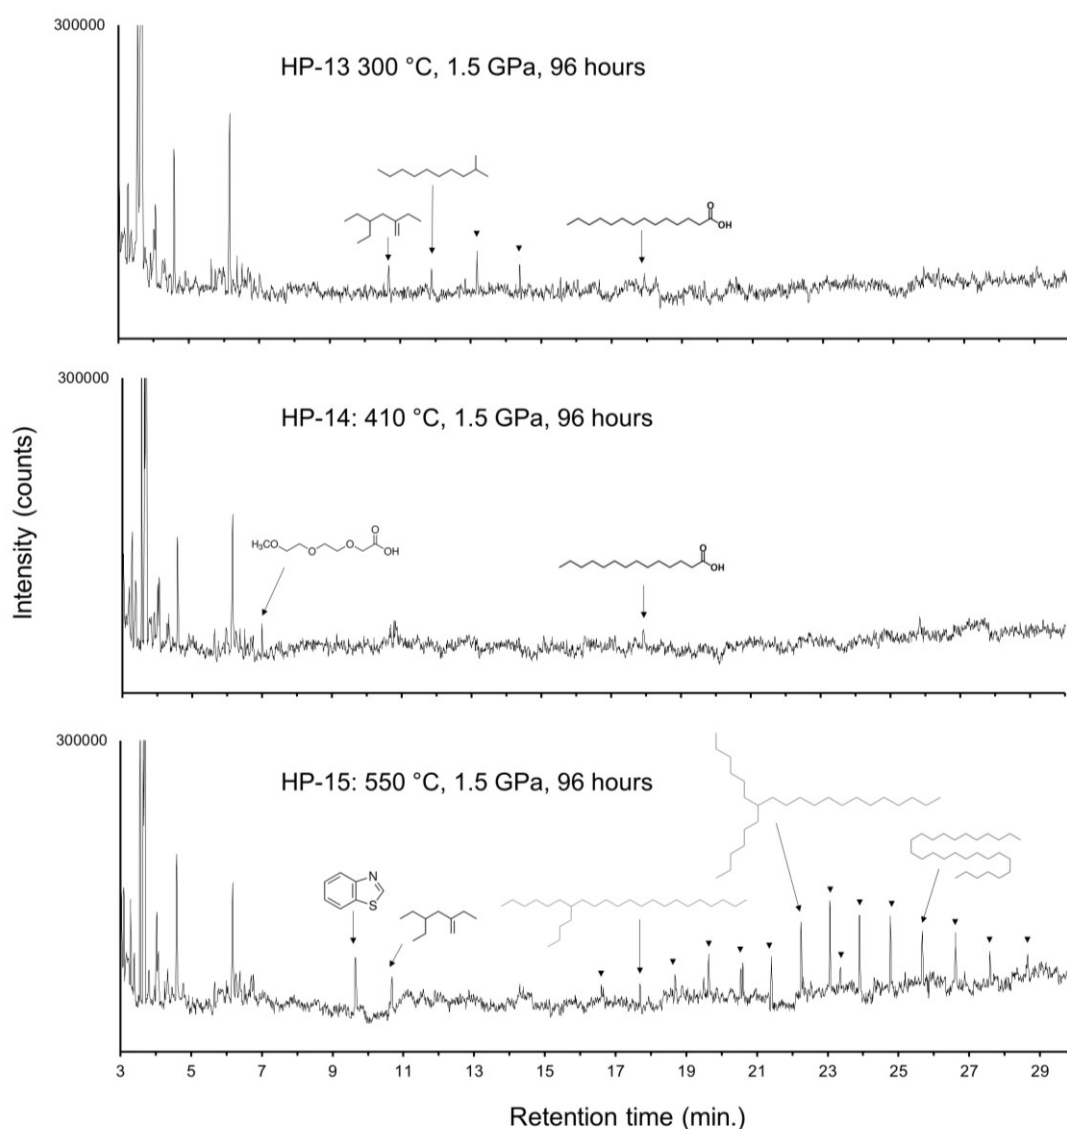 300000
HP-13 300 °C, 1.5 GPa, 96 hours
O
OH
300000
HP-14: 410 °C, 1.5 GPa, 96 hours
H₃CO
O
O
O
OH
O
OH
Intensity (counts)
300000
HP-15: 550 °C, 1.5 GPa, 96 hours
N
S
3 5 7 9 11 13 15 17 19 21 23 25 27 29
Retention time (min.)